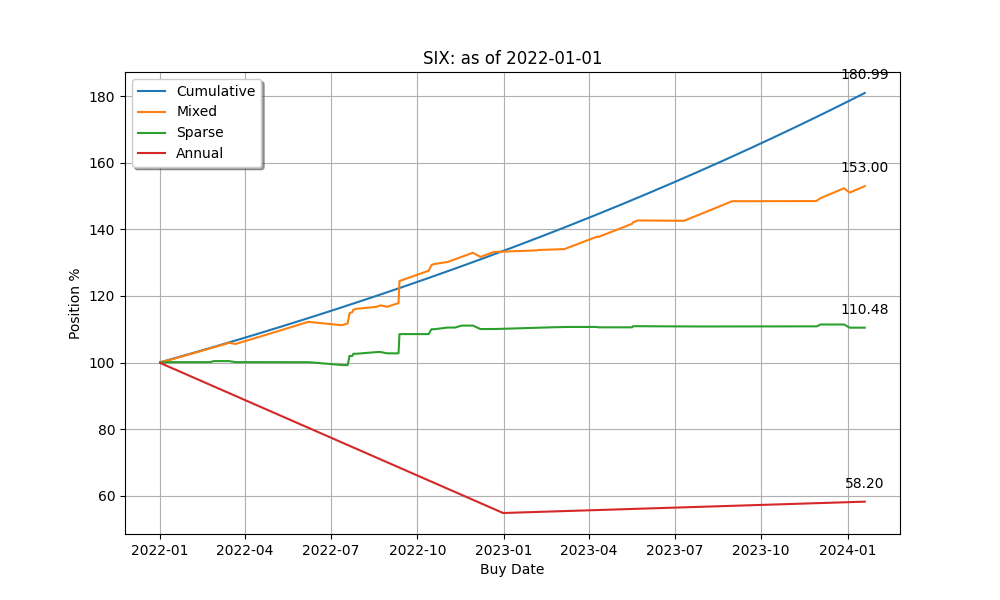 SIX: as of 2022-01-01
180.99
153.00
110.48
58.20
Cumulative
Mixed
Sparse
Annual
Position %
180
160
140
120
100
80
60
2022-01 2022-04 2022-07 2022-10 2023-01 2023-04 2023-07 2023-10 2024-01
Buy Date